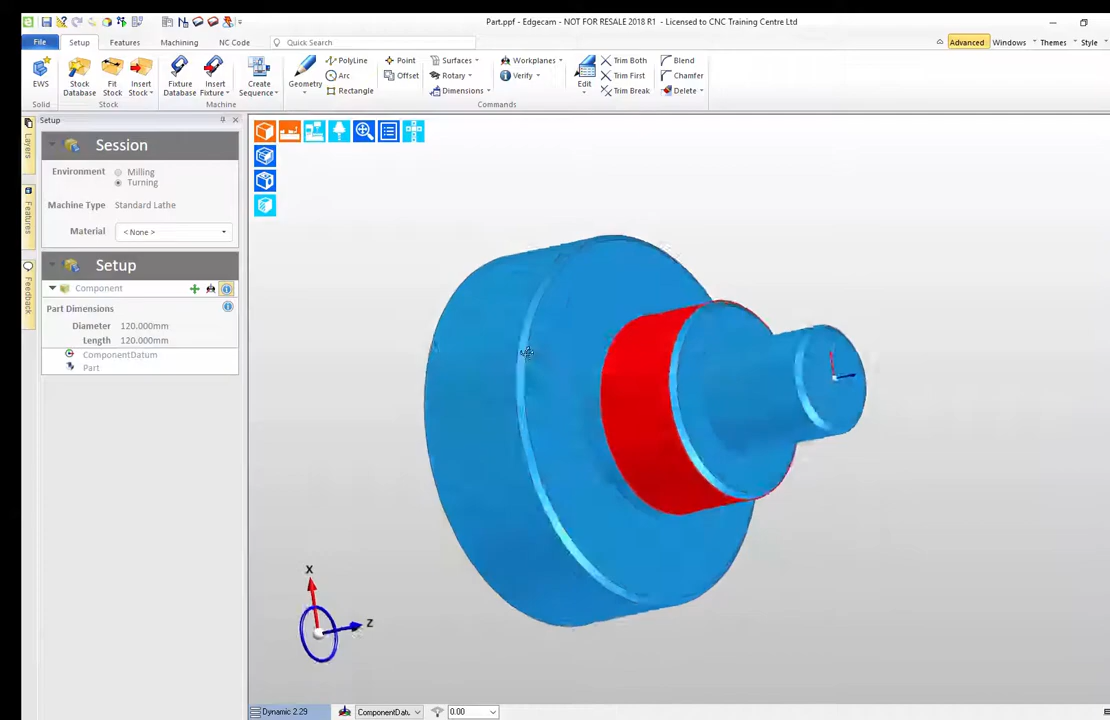 Part.ppf - Edgecam - NOT FOR RESALE 2018 R1 - Licensed to CNC Training Centre Ltd
File Setup Features Machining NC Code Quick Search Advanced Windows Themes Style
PolyLine Point Surfaces Workplanes Trim Both Blend
Arc Offset Rotary Verify Trim First Chamfer
EWS Stock Database Fit Stock Insert Stock Fixture Database Insert Fixture Create Sequence Geometry Rectangle Dimensions Edit Trim Break Delete
Solid Stock Machine Commands
Setup
Layers
Features
Feedback
Session
Environment Milling
Turning
Machine Type Standard Lathe
Material < None >
Setup
Component
Part Dimensions
Diameter 120.000mm
Length 120.000mm
ComponentDatum
Part
X
Z
Dynamic 2.29 ComponentDatu 0.00